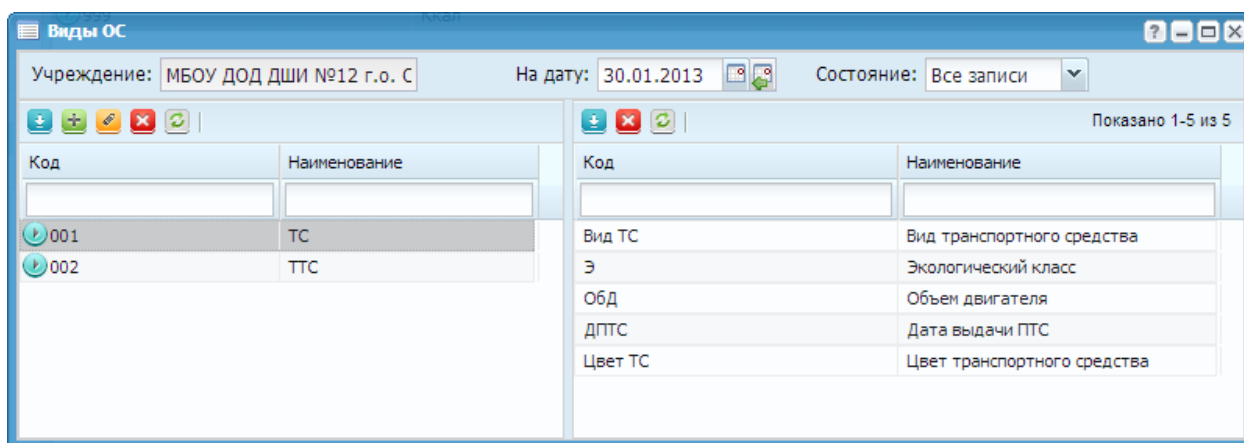 999 Ккал
Виды ОС
Учреждение: МБОУ ДОД ДШИ №12 г.о. С На дату: 30.01.2013 Состояние: Все записи
Показано 1-5 из 5
Код Наименование Код Наименование
001 ТС Вид ТС Вид транспортного средства
002 ТТС Э Экологический класс
ОбД Объем двигателя
ДПТС Дата выдачи ПТС
Цвет ТС Цвет транспортного средства